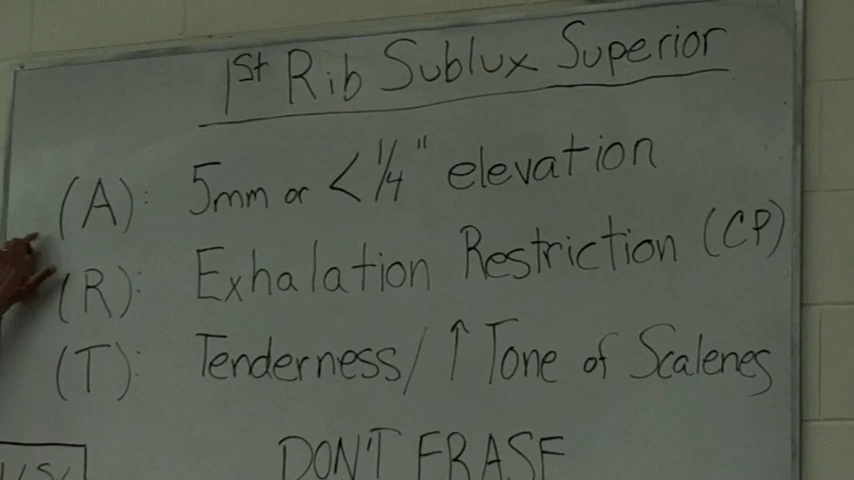 1st Rib Sublux Superior
(A): 5mm or <1/4" elevation
(R): Exhalation Restriction (CP)
(T): Tenderness/↑ Tone of Scalenes
DON'T ERASE